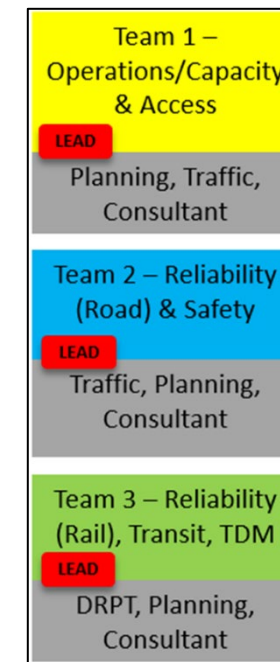 Team 1 –
Operations/Capacity
& Access
LEAD
Planning, Traffic,
Consultant
Team 2 – Reliability
(Road) & Safety
LEAD
Traffic, Planning,
Consultant
Team 3 – Reliability
(Rail), Transit, TDM
LEAD
DRPT, Planning,
Consultant